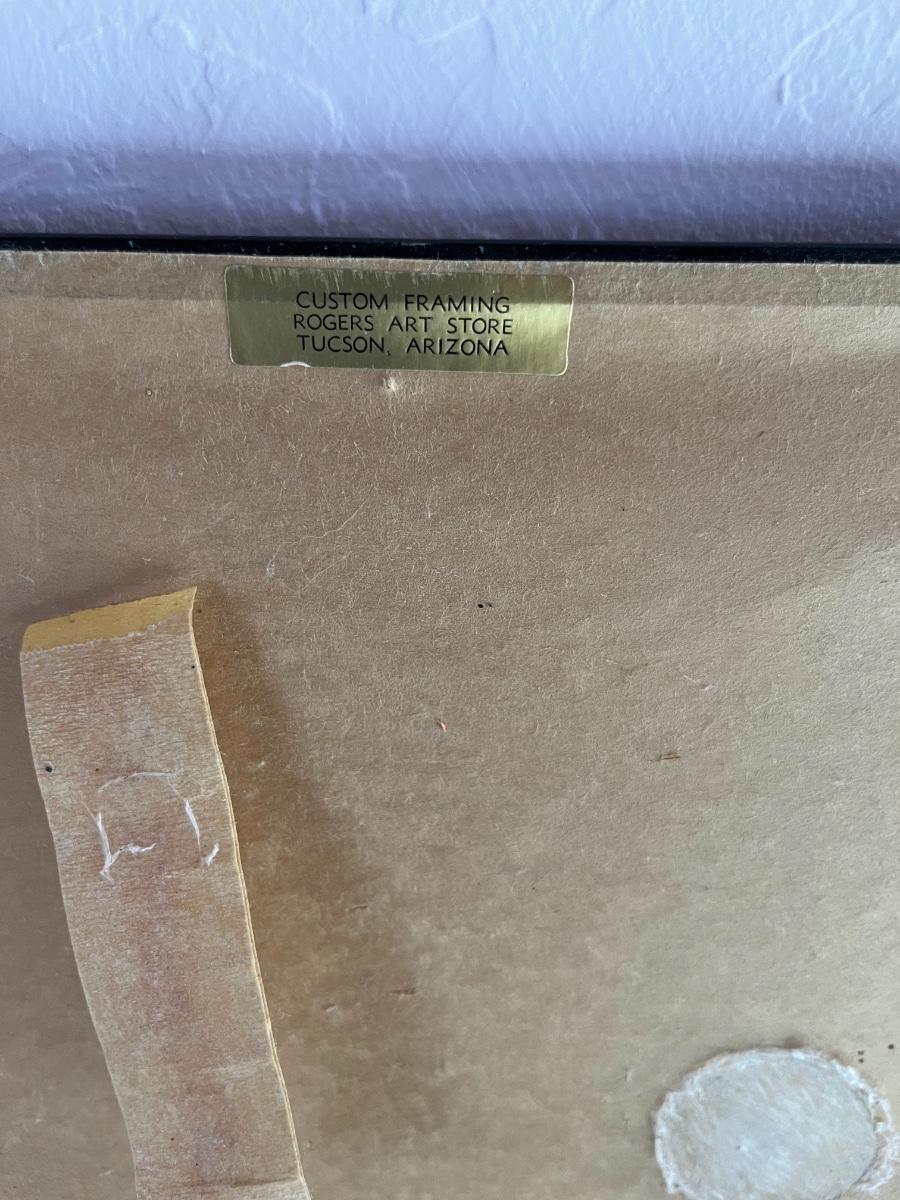 CUSTOM FRAMING
ROGERS ART STORE
TUCSON, ARIZONA